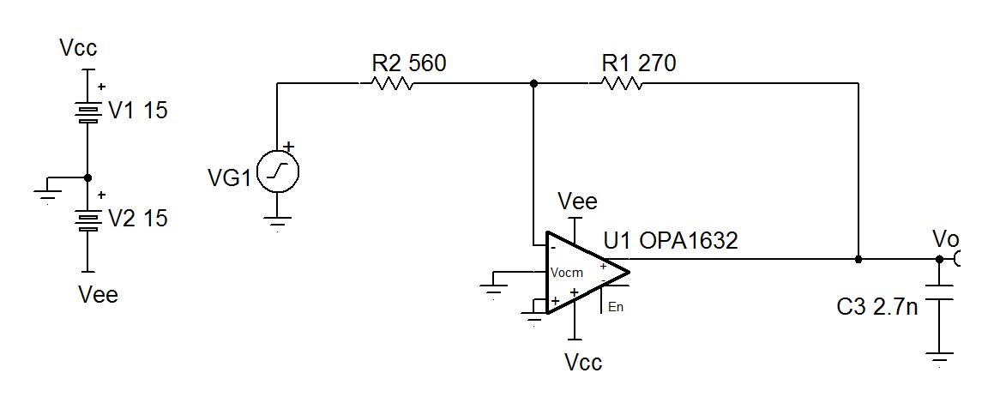 Vcc
+
V1 15
+
V2 15
Vee
R2 560
R1 270
+
VG1
Vee
U1 OPA1632
-
+
Vocm
-
+
+
En
Vcc
Vo
C3 2.7n